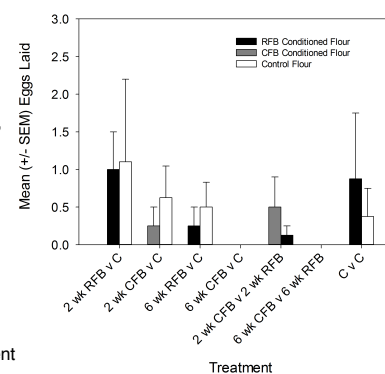 3.0
2.5
2.0
1.5
1.0
0.5
0.0
Mean (+/- SEM) Eggs Laid
RFB Conditioned Flour
CFB Conditioned Flour
Control Flour
2 wk RFB v C
2 wk CFB v C
6 wk RFB v C
6 wk CFB v C
2 wk CFB v 2 wk RFB
6 wk CFB v 6 wk RFB
C v C
Treatment